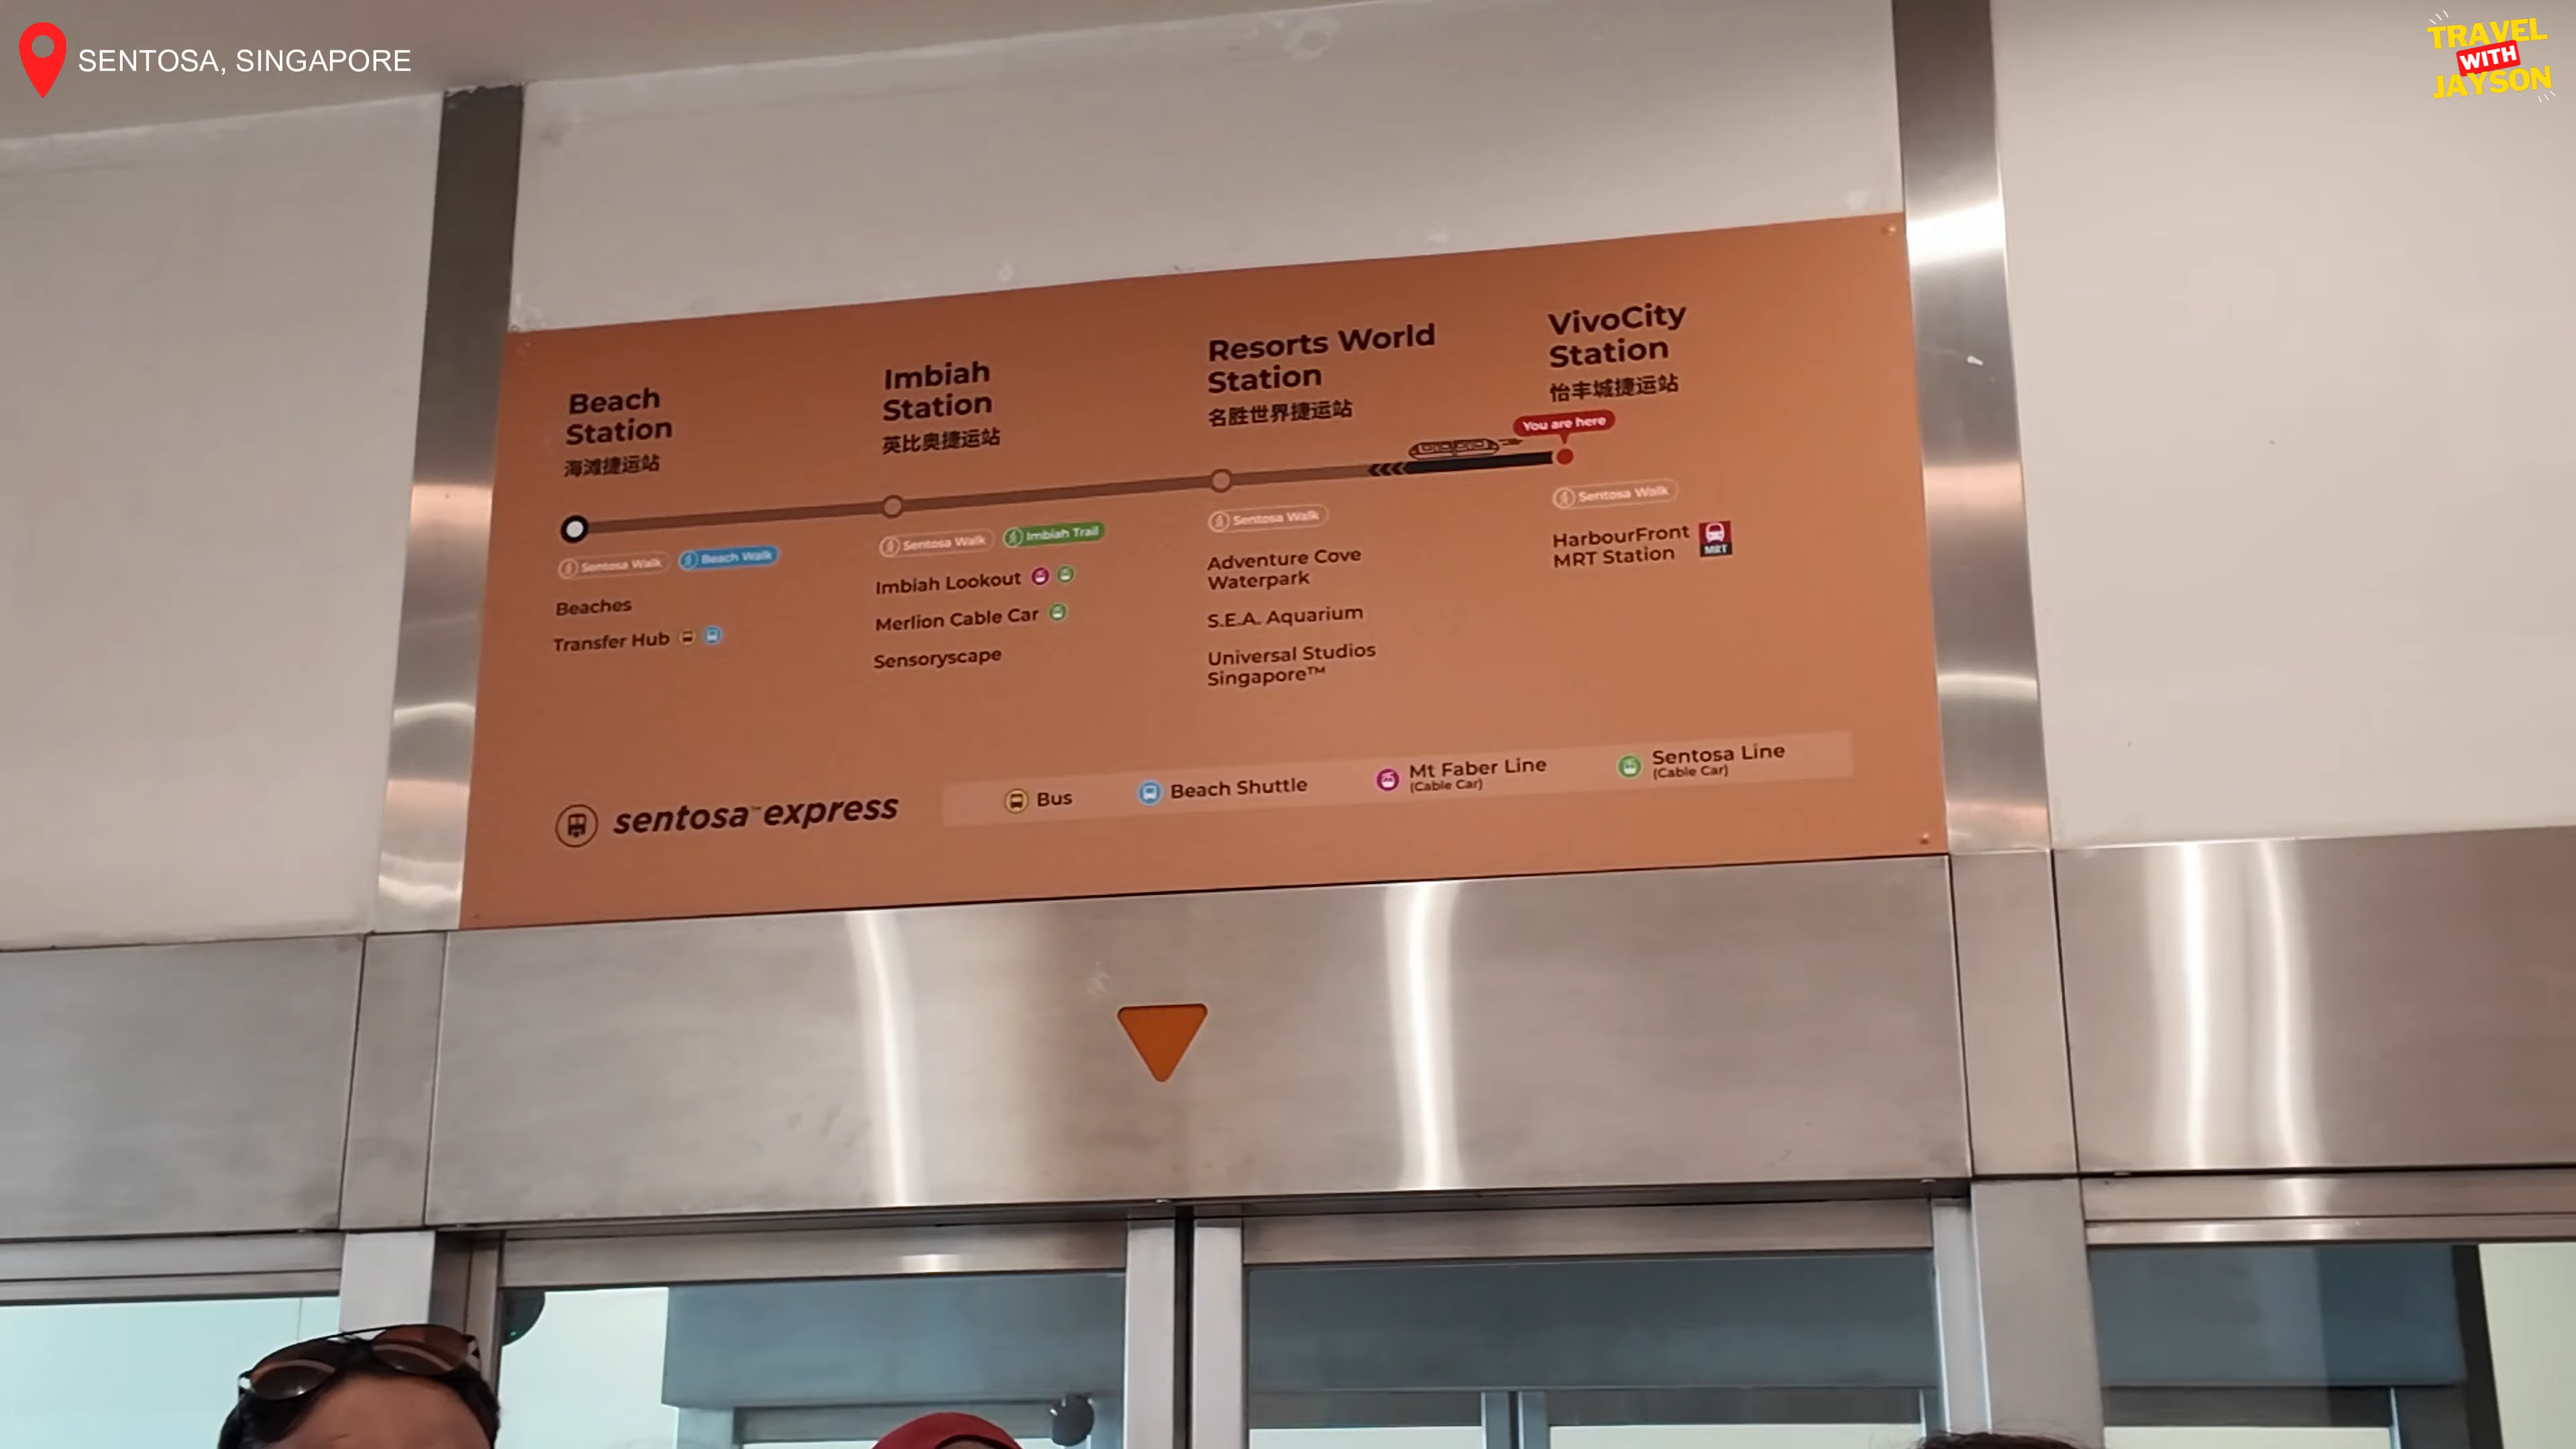 SENTOSA, SINGAPORE
TRAVEL
WITH
JAYSON
Beach
Station
海滩捷运站
Imbiah
Station
英比奥捷运站
Resorts World
Station
名胜世界捷运站
VivoCity
Station
怡丰城捷运站
You are here
Sentosa Walk
Beach Walk
Beaches
Transfer Hub
Sentosa Walk
Imbiah Trail
Imbiah Lookout
Merlion Cable Car
Sensoryscape
Sentosa Walk
Adventure Cove
Waterpark
S.E.A. Aquarium
Universal Studios
Singapore™
Sentosa Walk
HarbourFront
MRT Station
MRT
sentosa™express
Bus
Beach Shuttle
Mt Faber Line
(Cable Car)
Sentosa Line
(Cable Car)